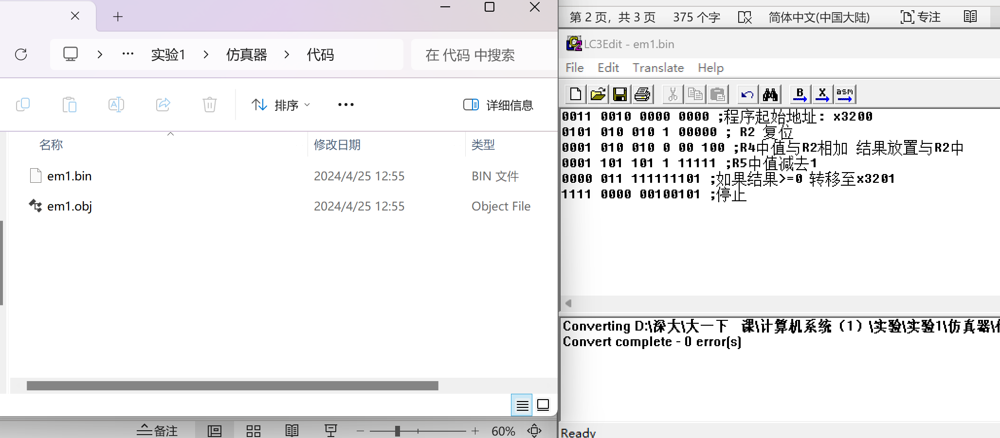 第 2 页，共 3 页 375 个字 简体中文(中国大陆) 专注
实验1 仿真器 代码 在 代码 中搜索
排序 详细信息
名称 修改日期 类型
em1.bin 2024/4/25 12:55 BIN 文件
em1.obj 2024/4/25 12:55 Object File
备注 60%
LC3Edit - em1.bin
File Edit Translate Help
B X asm
0011 0010 0000 0000 ;程序起始地址: x3200
0101 010 010 1 00000 ; R2 复位
0001 010 010 0 00 100 ;R4中值与R2相加 结果放置与R2中
0001 101 101 1 11111 ;R5中值减去1
0000 011 111111101 ;如果结果>=0 转移至x3201
1111 0000 00100101 ;停止
Converting D:\深大\大一下 课\计算机系统（1）\实验\实验1\仿真器\
Convert complete - 0 error(s)
Ready